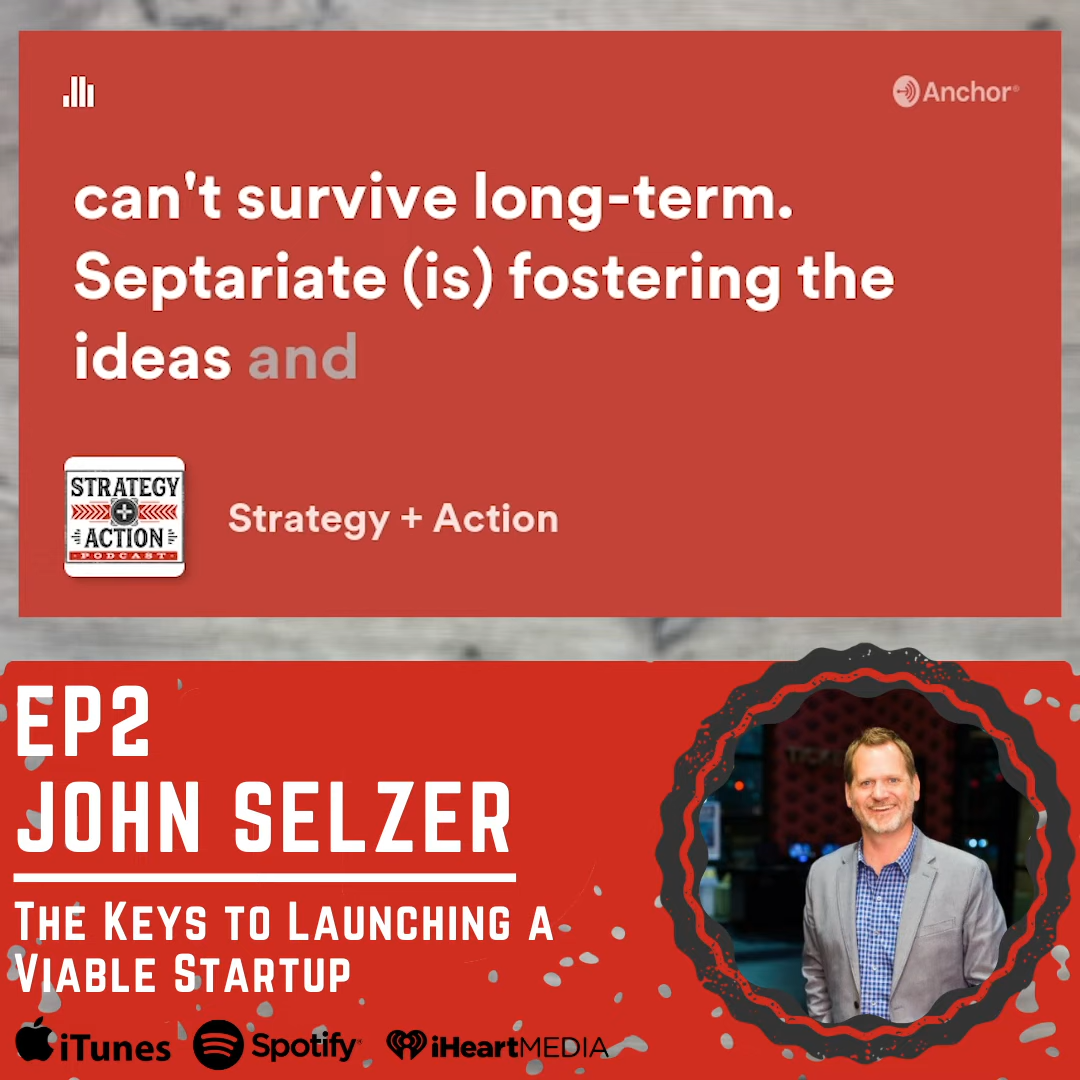 Anchor
can't survive long-term.
Septariate (is) fostering the
ideas and
STRATEGY
+
ACTION
PODCAST
Strategy + Action
EP2
JOHN SELZER
THE KEYS TO LAUNCHING A
VIABLE STARTUP
iTunes Spotify iHeartMEDIA